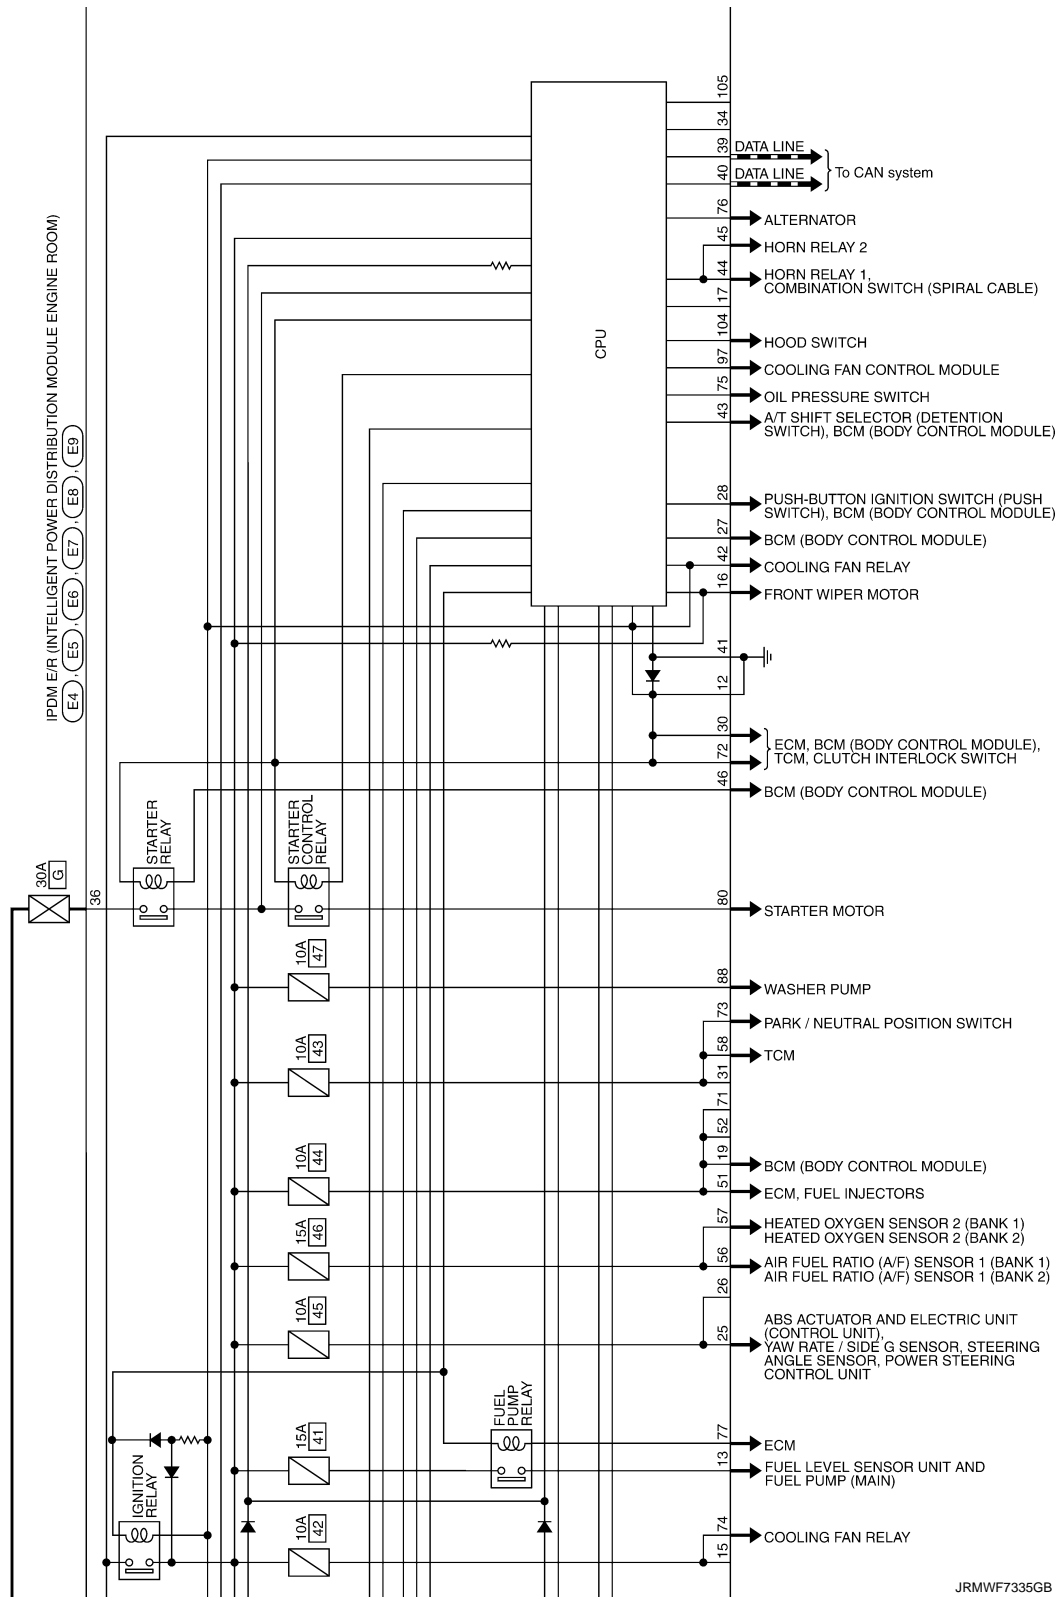 IPDM E/R (INTELLIGENT POWER DISTRIBUTION MODULE ENGINE ROOM)
E4 , E5 , E6 , E7 , E8 , E9
CPU
105
34
39
DATA LINE
40
DATA LINE
To CAN system
76
ALTERNATOR
45
HORN RELAY 2
44
HORN RELAY 1,
COMBINATION SWITCH (SPIRAL CABLE)
17
104
HOOD SWITCH
97
COOLING FAN CONTROL MODULE
75
OIL PRESSURE SWITCH
43
A/T SHIFT SELECTOR (DETENTION
SWITCH), BCM (BODY CONTROL MODULE)
28
PUSH-BUTTON IGNITION SWITCH (PUSH
SWITCH), BCM (BODY CONTROL MODULE)
27
BCM (BODY CONTROL MODULE)
42
COOLING FAN RELAY
16
FRONT WIPER MOTOR
41
12
30
72
ECM, BCM (BODY CONTROL MODULE),
TCM, CLUTCH INTERLOCK SWITCH
46
BCM (BODY CONTROL MODULE)
STARTER
RELAY
STARTER
CONTROL
RELAY
30A
G
36
80
STARTER MOTOR
10A
47
88
WASHER PUMP
73
PARK / NEUTRAL POSITION SWITCH
10A
43
58
TCM
31
71
52
10A
44
19
BCM (BODY CONTROL MODULE)
51
ECM, FUEL INJECTORS
57
HEATED OXYGEN SENSOR 2 (BANK 1)
HEATED OXYGEN SENSOR 2 (BANK 2)
15A
46
56
AIR FUEL RATIO (A/F) SENSOR 1 (BANK 1)
AIR FUEL RATIO (A/F) SENSOR 1 (BANK 2)
26
10A
45
25
ABS ACTUATOR AND ELECTRIC UNIT
(CONTROL UNIT),
YAW RATE / SIDE G SENSOR, STEERING
ANGLE SENSOR, POWER STEERING
CONTROL UNIT
FUEL
PUMP
RELAY
77
ECM
15A
41
13
FUEL LEVEL SENSOR UNIT AND
FUEL PUMP (MAIN)
IGNITION
RELAY
10A
42
74
COOLING FAN RELAY
15
JRMWF7335GB